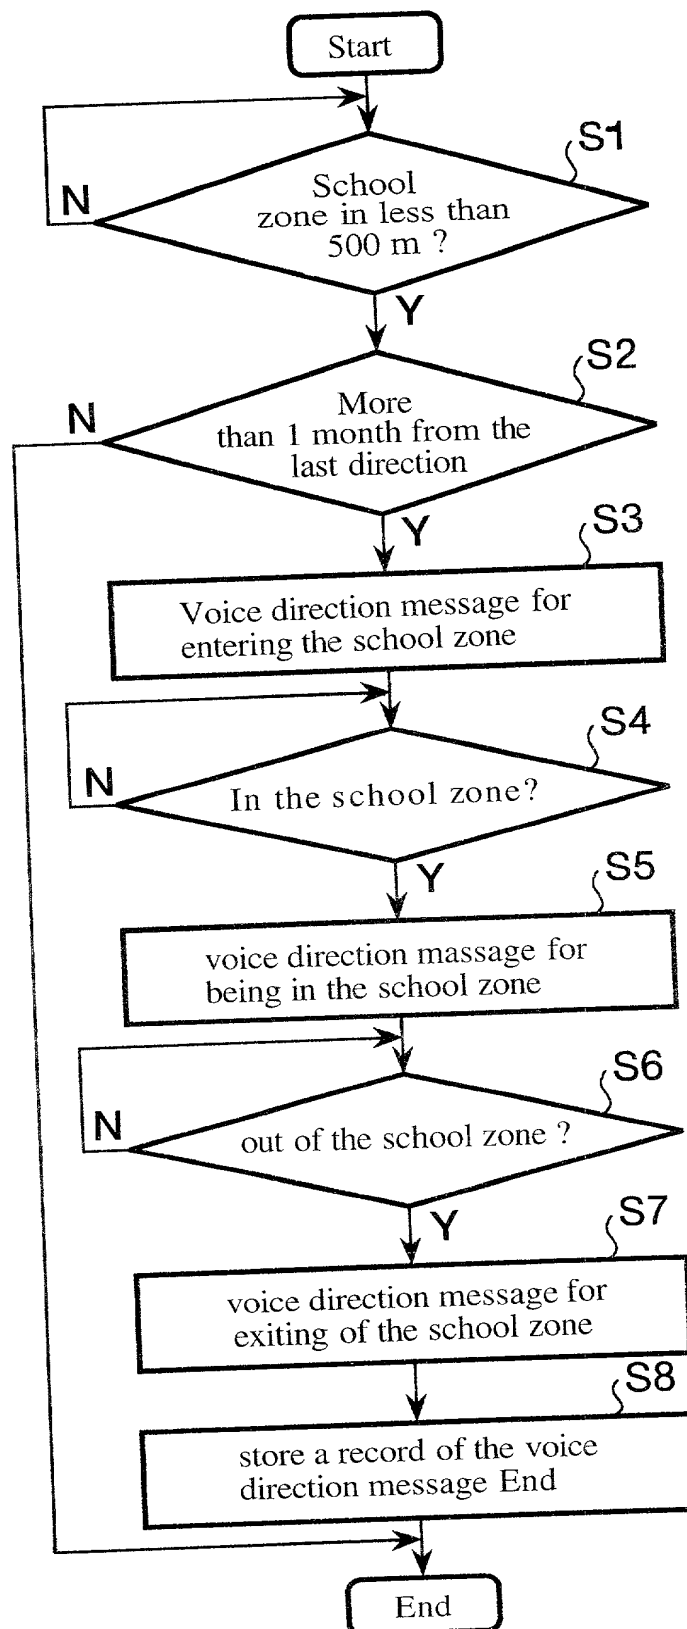 Start
S1
School
zone in less than
500 m ?
N
Y
S2
More
than 1 month from the
last direction
N
Y
S3
Voice direction message for
entering the school zone
S4
In the school zone?
N
Y
S5
voice direction massage for
being in the school zone
S6
out of the school zone ?
N
Y
S7
voice direction message for
exiting of the school zone
S8
store a record of the voice
direction message End
End